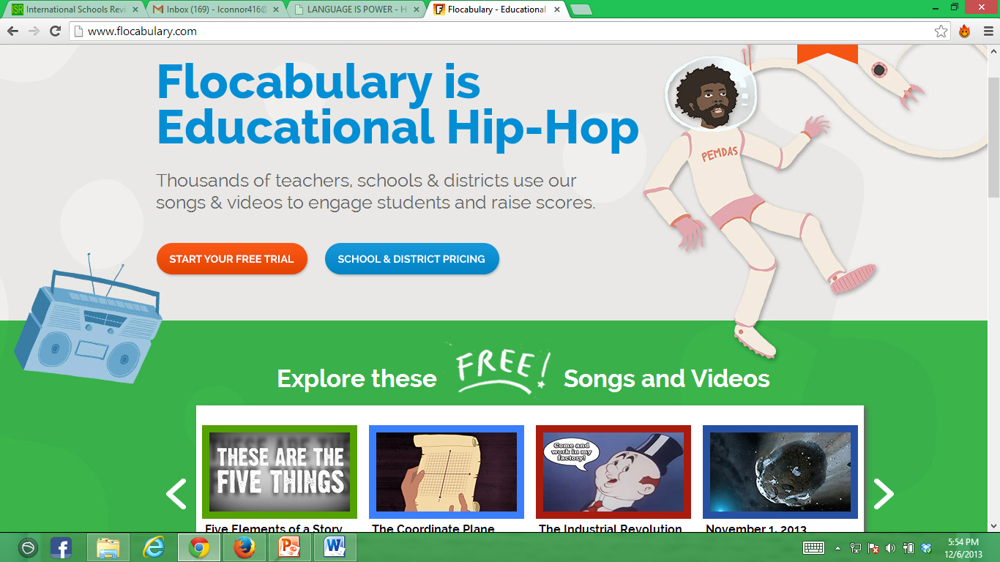 International Schools Revi
Inbox (169) - lconnor416@
LANGUAGE IS POWER - H
Flocabulary - Educational
www.flocabulary.com
Flocabulary is
Educational Hip-Hop
PEMDAS
Thousands of teachers, schools & districts use our
songs & videos to engage students and raise scores.
START YOUR FREE TRIAL
SCHOOL & DISTRICT PRICING
Explore these FREE! Songs and Videos
THESE ARE THE
FIVE THINGS
Come and
work in my
factory!
Five Elements of a Story
The Coordinate Plane
The Industrial Revolution
November 1, 2013
5:54 PM
12/6/2013